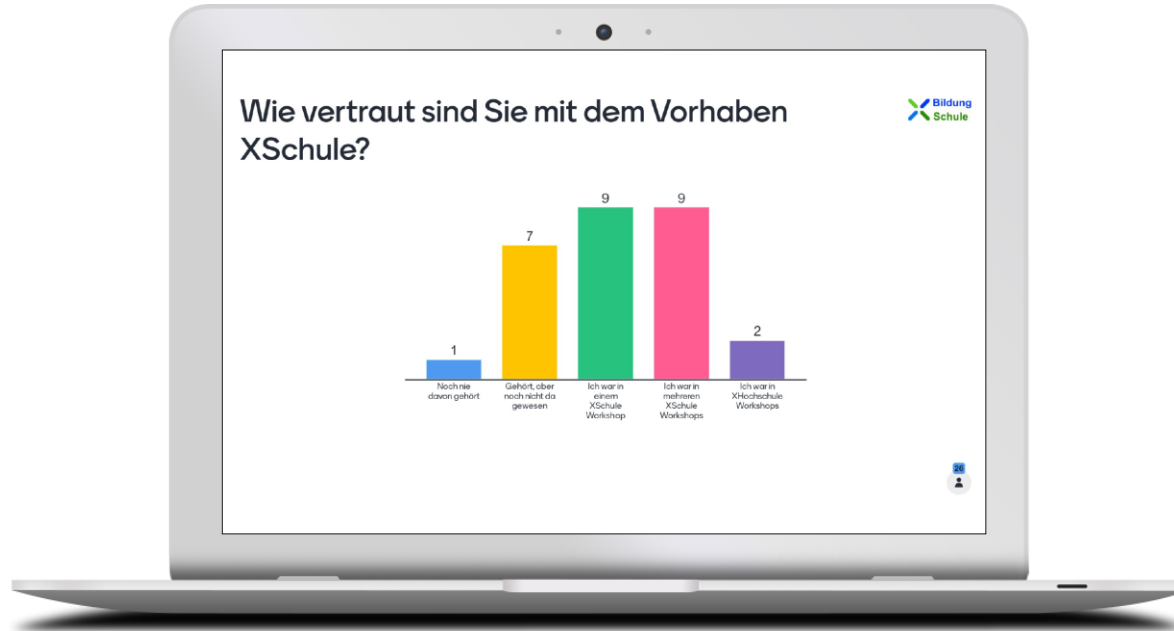 Wie vertraut sind Sie mit dem Vorhaben
XSchule?
Bildung
Schule
1
7
9
9
2
Noch nie
davon gehört
Gehört, aber
noch nicht da
gewesen
Ich war in
einem
XSchule
Workshop
Ich war in
mehreren
XSchule
Workshops
Ich war in
XHochschule
Workshops
26